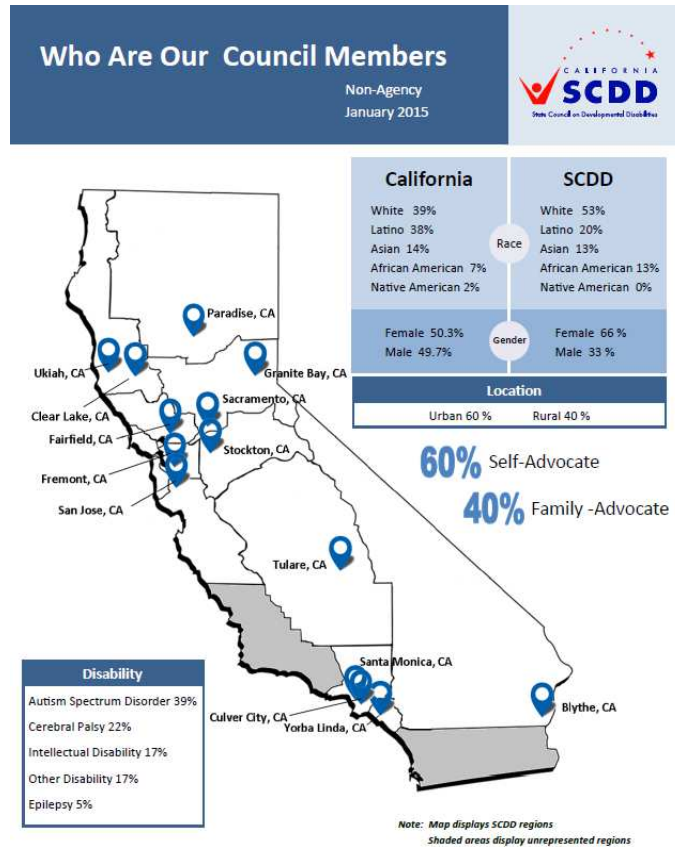 Who Are Our Council Members
Non-Agency
January 2015
CALIFORNIA
SCDD
State Council on Developmental Disabilities
California
White 39%
Latino 38%
Asian 14%
African American 7%
Native American 2%
Race
SCDD
White 53%
Latino 20%
Asian 13%
African American 13%
Native American 0%
Female 50.3%
Male 49.7%
Gender
Female 66 %
Male 33 %
Location
Urban 60 % Rural 40 %
60% Self-Advocate
40% Family -Advocate
Paradise, CA
Ukiah, CA
Granite Bay, CA
Clear Lake, CA
Sacramento, CA
Fairfield, CA
Stockton, CA
Fremont, CA
San Jose, CA
Tulare, CA
Santa Monica, CA
Culver City, CA
Yorba Linda, CA
Blythe, CA
Disability
Autism Spectrum Disorder 39%
Cerebral Palsy 22%
Intellectual Disability 17%
Other Disability 17%
Epilepsy 5%
Note: Map displays SCDD regions
Shaded areas display unrepresented regions